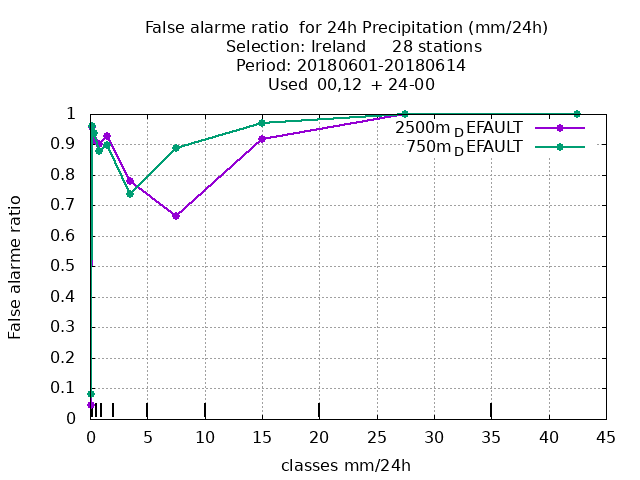 False alarme ratio  for 24h Precipitation (mm/24h)
Selection: Ireland     28 stations
Period: 20180601-20180614
Used  00,12  + 24-00
1
0.9
0.8
0.7
0.6
0.5
0.4
0.3
0.2
0.1
0
False alarme ratio
2500m_DEFAULT
750m_DEFAULT
0 5 10 15 20 25 30 35 40 45
classes mm/24h